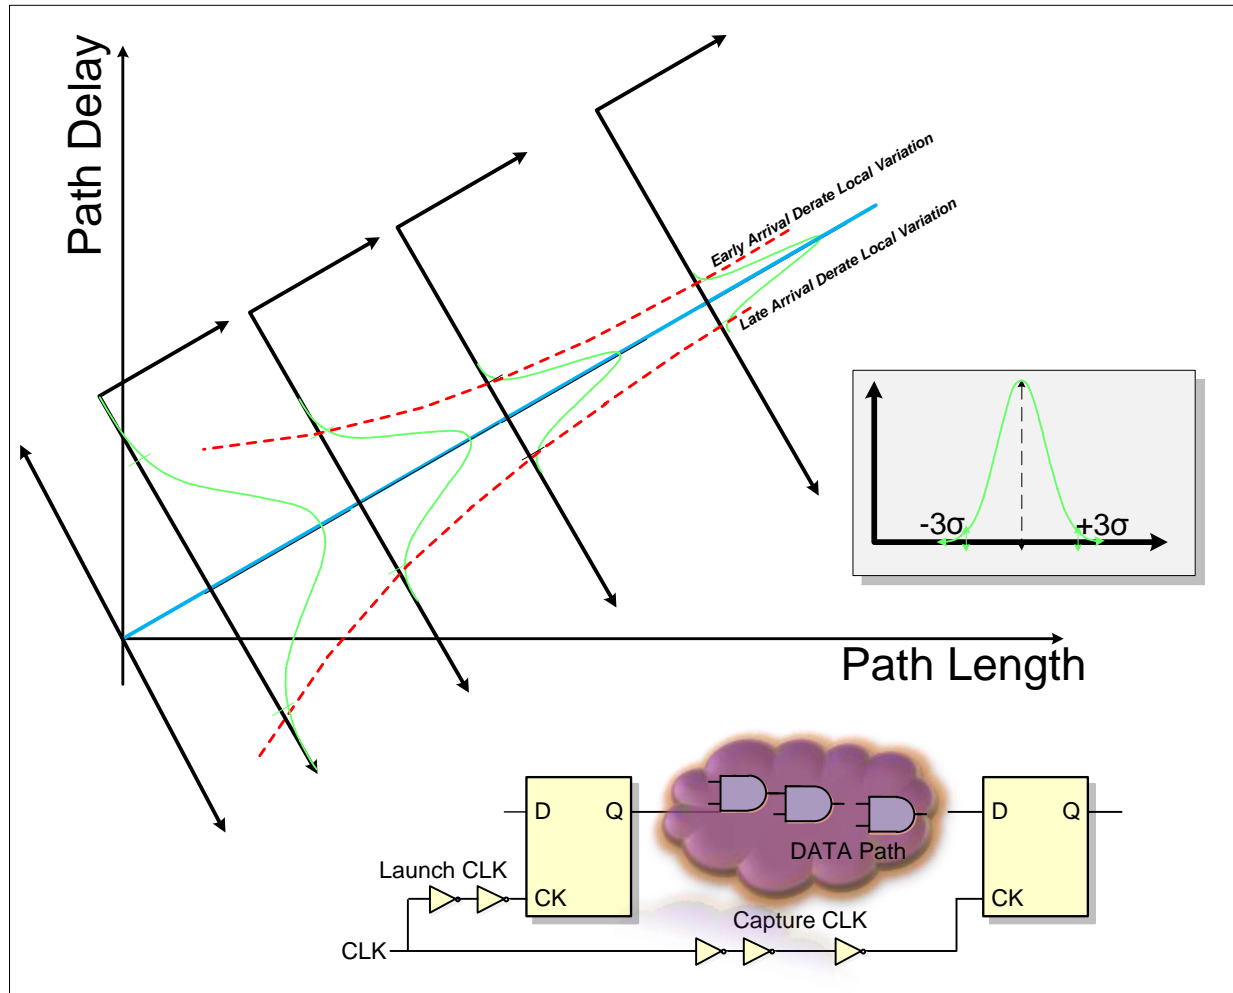 Path Delay
Early Arrival Derate Local Variation
Late Arrival Derate Local Variation
-3σ
+3σ
Path Length
D
Q
CK
Launch CLK
CLK
DATA Path
Capture CLK
D
Q
CK